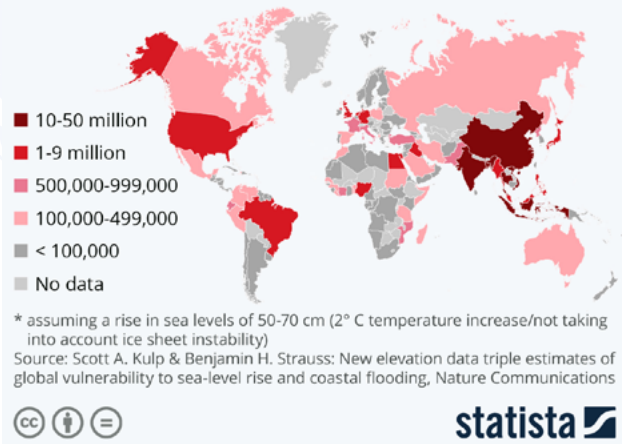 10-50 million
1-9 million
500,000-999,000
100,000-499,000
< 100,000
No data
* assuming a rise in sea levels of 50-70 cm (2° C temperature increase/not taking
into account ice sheet instability)
Source: Scott A. Kulp & Benjamin H. Strauss: New elevation data triple estimates of
global vulnerability to sea-level rise and coastal flooding, Nature Communications
cc
statista